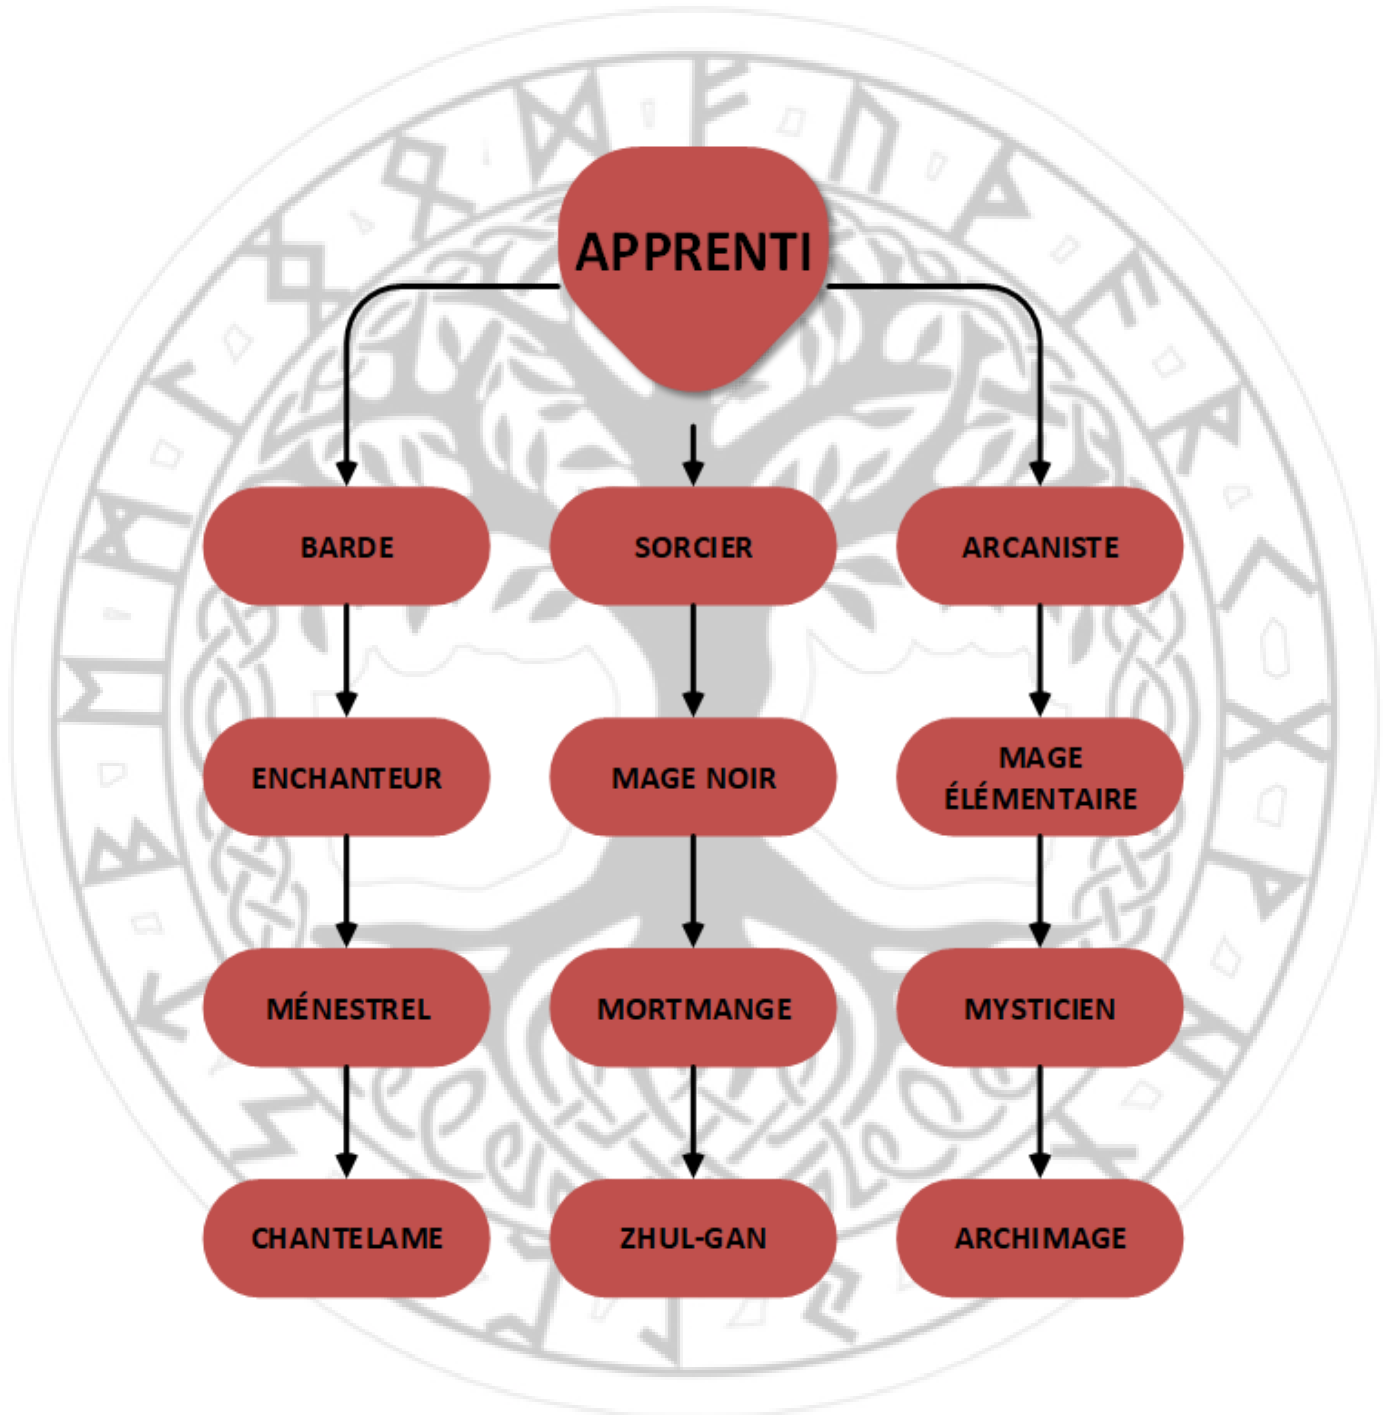 APPRENTI
BARDE
SORCIER
ARCANISTE
ENCHANTEUR
MAGE NOIR
MAGE
ÉLÉMENTAIRE
MÉNESTREL
MORTMANGE
MYSTICIEN
CHANTELAME
ZHUL-GAN
ARCHIMAGE